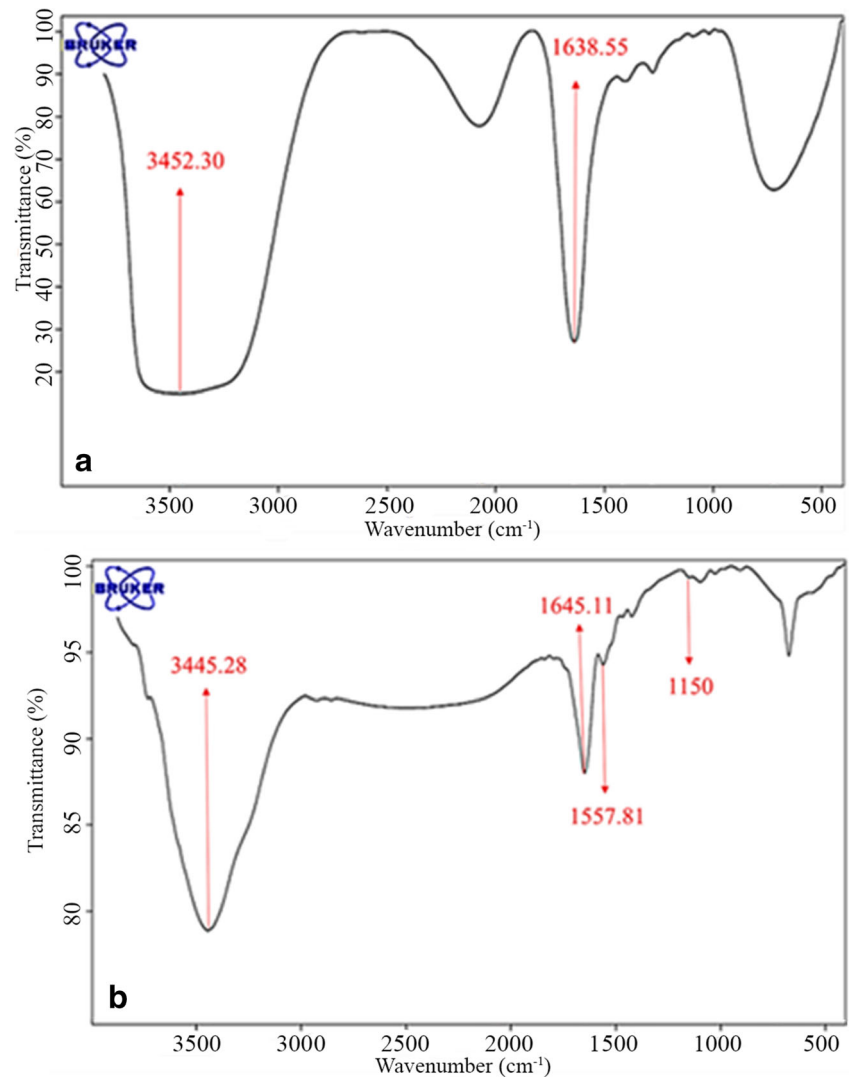 BRUKER
1638.55
3452.30
Transmittance (%)
100
90
80
70
60
50
40
30
20
a
3500 3000 2500 2000 1500 1000 500
Wavenumber (cm-1)
BRUKER
1645.11
3445.28
1150
1557.81
Transmittance (%)
100
95
90
85
80
b
3500 3000 2500 2000 1500 1000 500
Wavenumber (cm-1)